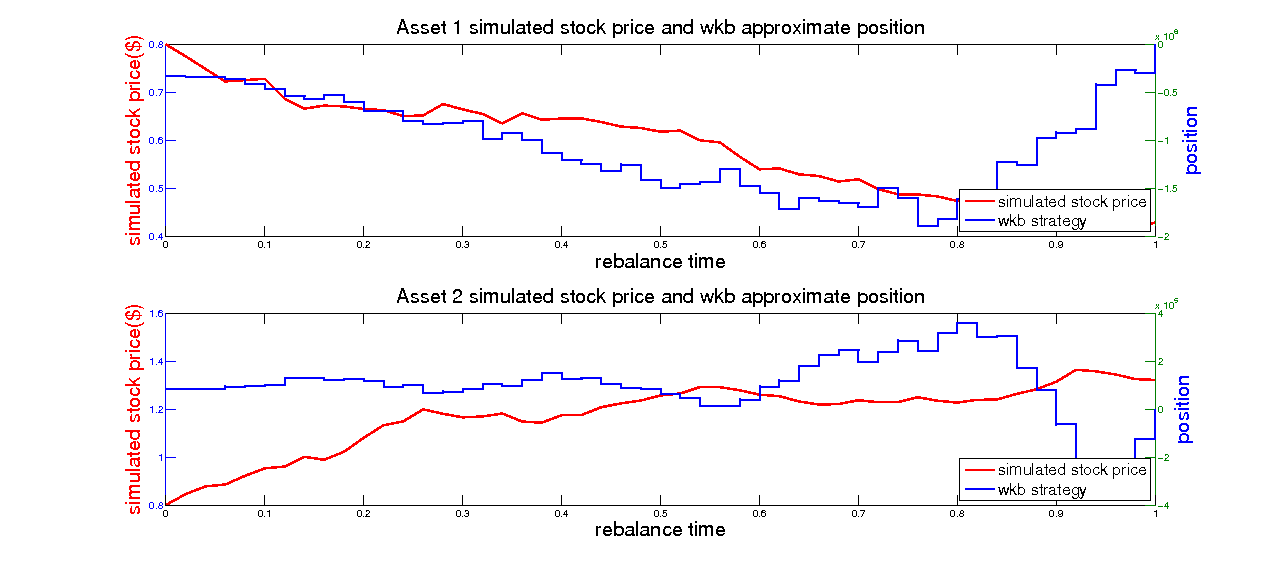 Asset 1 simulated stock price and wkb approximate position
x 10^6
simulated stock price($)
0.8
0.7
0.6
0.5
0.4
0
−0.5
−1
−1.5
−2
position
simulated stock price
wkb strategy
0 0.1 0.2 0.3 0.4 0.5 0.6 0.7 0.8 0.9 1
rebalance time
Asset 2 simulated stock price and wkb approximate position
x 10^5
simulated stock price($)
1.6
1.4
1.2
1
0.8
4
2
0
−2
−4
position
simulated stock price
wkb strategy
0 0.1 0.2 0.3 0.4 0.5 0.6 0.7 0.8 0.9 1
rebalance time